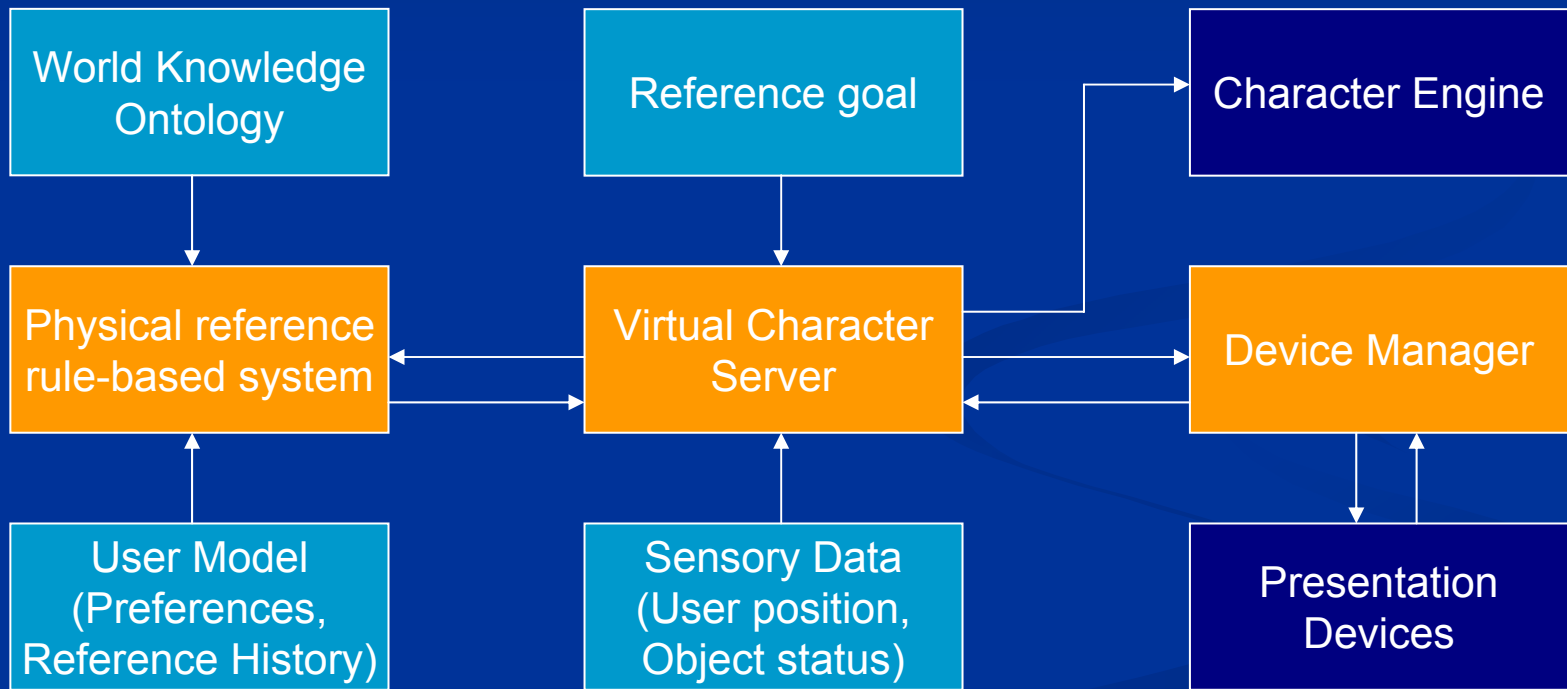 World Knowledge
Ontology
Reference goal
Character Engine
Physical reference
rule-based system
Virtual Character
Server
Device Manager
User Model
(Preferences,
Reference History)
Sensory Data
(User position,
Object status)
Presentation
Devices